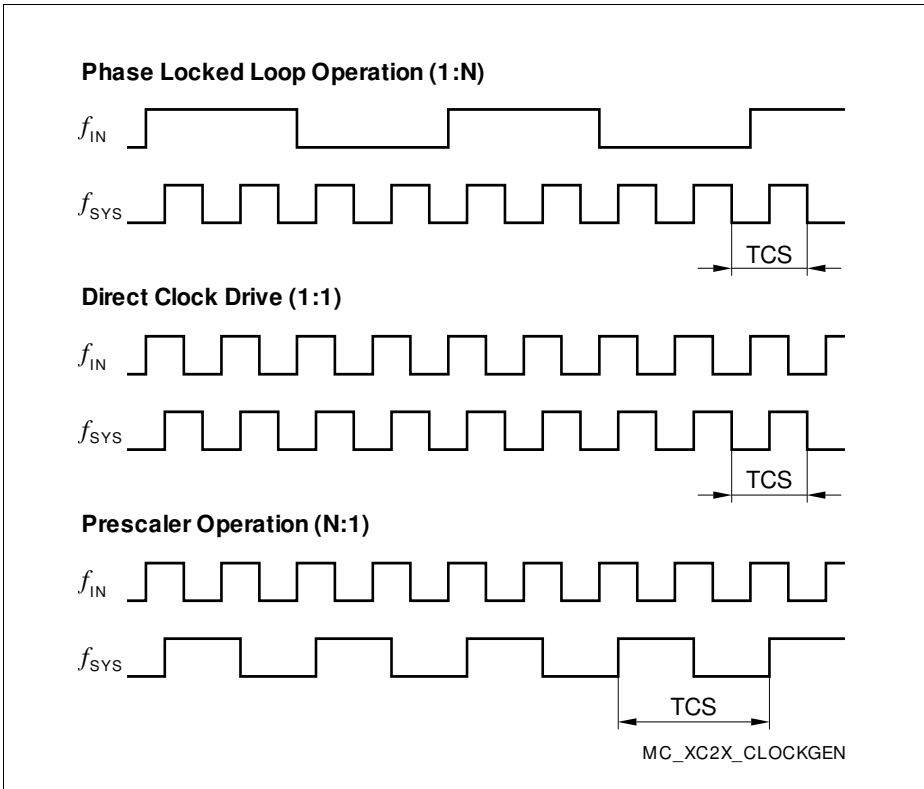 Phase Locked Loop Operation (1:N)
fIN
fSYS
TCS
Direct Clock Drive (1:1)
fIN
fSYS
TCS
Prescaler Operation (N:1)
fIN
fSYS
TCS
MC_XC2X_CLOCKGEN